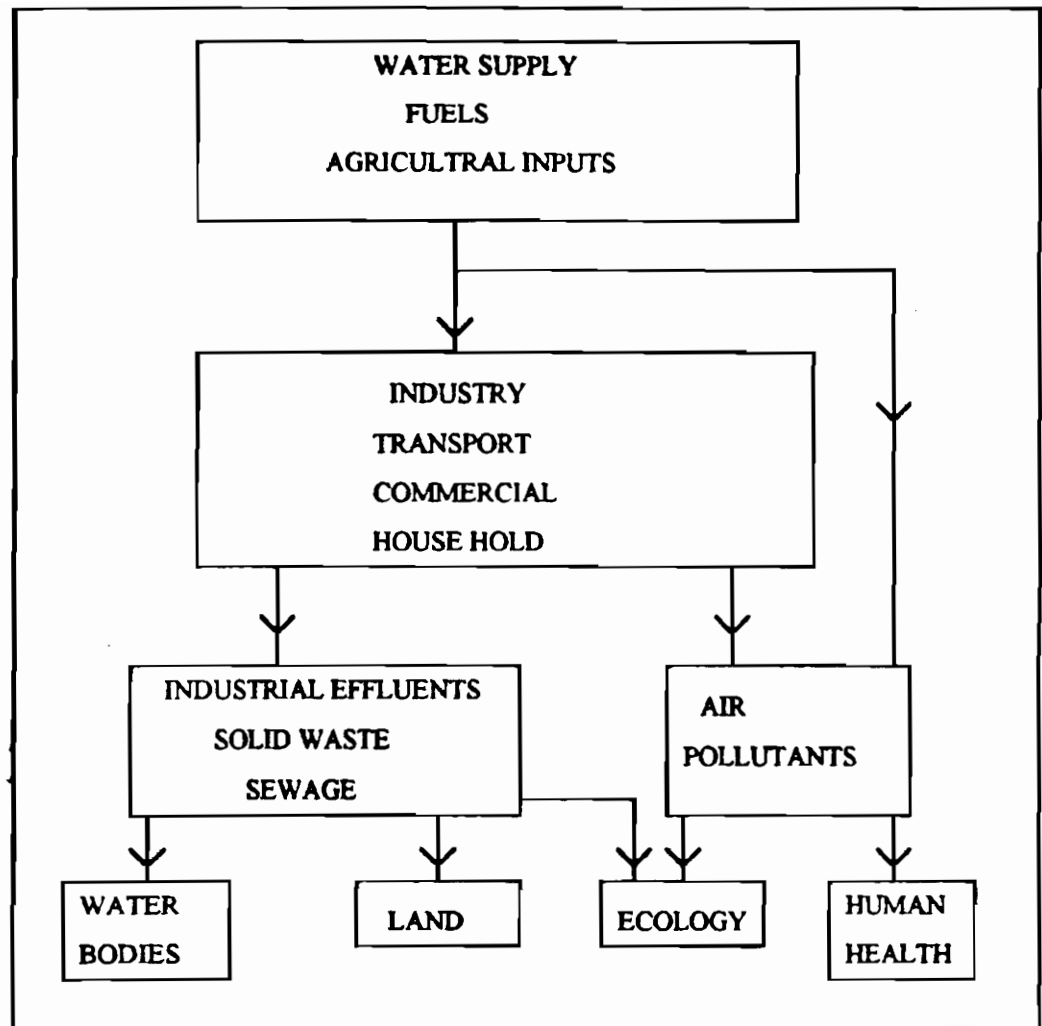 WATER SUPPLY
FUELS
AGRICULTRAL INPUTS
INDUSTRY
TRANSPORT
COMMERCIAL
HOUSE HOLD
INDUSTRIAL EFFLUENTS
SOLID WASTE
SEWAGE
AIR
POLLUTANTS
WATER
BODIES
LAND
ECOLOGY
HUMAN
HEALTH